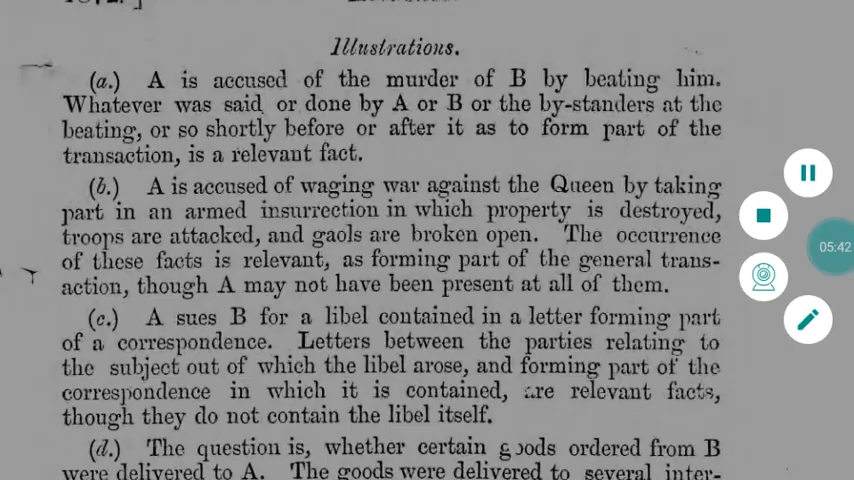 Illustrations.
(a.) A is accused of the murder of B by beating him.
Whatever was said or done by A or B or the by-standers at the
beating, or so shortly before or after it as to form part of the
transaction, is a relevant fact.
(b.) A is accused of waging war against the Queen by taking
part in an armed insurrection in which property is destroyed,
troops are attacked, and gaols are broken open. The occurrence
of these facts is relevant, as forming part of the general trans-
action, though A may not have been present at all of them.
(c.) A sues B for a libel contained in a letter forming part
of a correspondence. Letters between the parties relating to
the subject out of which the libel arose, and forming part of the
correspondence in which it is contained, are relevant facts,
though they do not contain the libel itself.
(d.) The question is, whether certain goods ordered from B
were delivered to A. The goods were delivered to several inter-
05:42